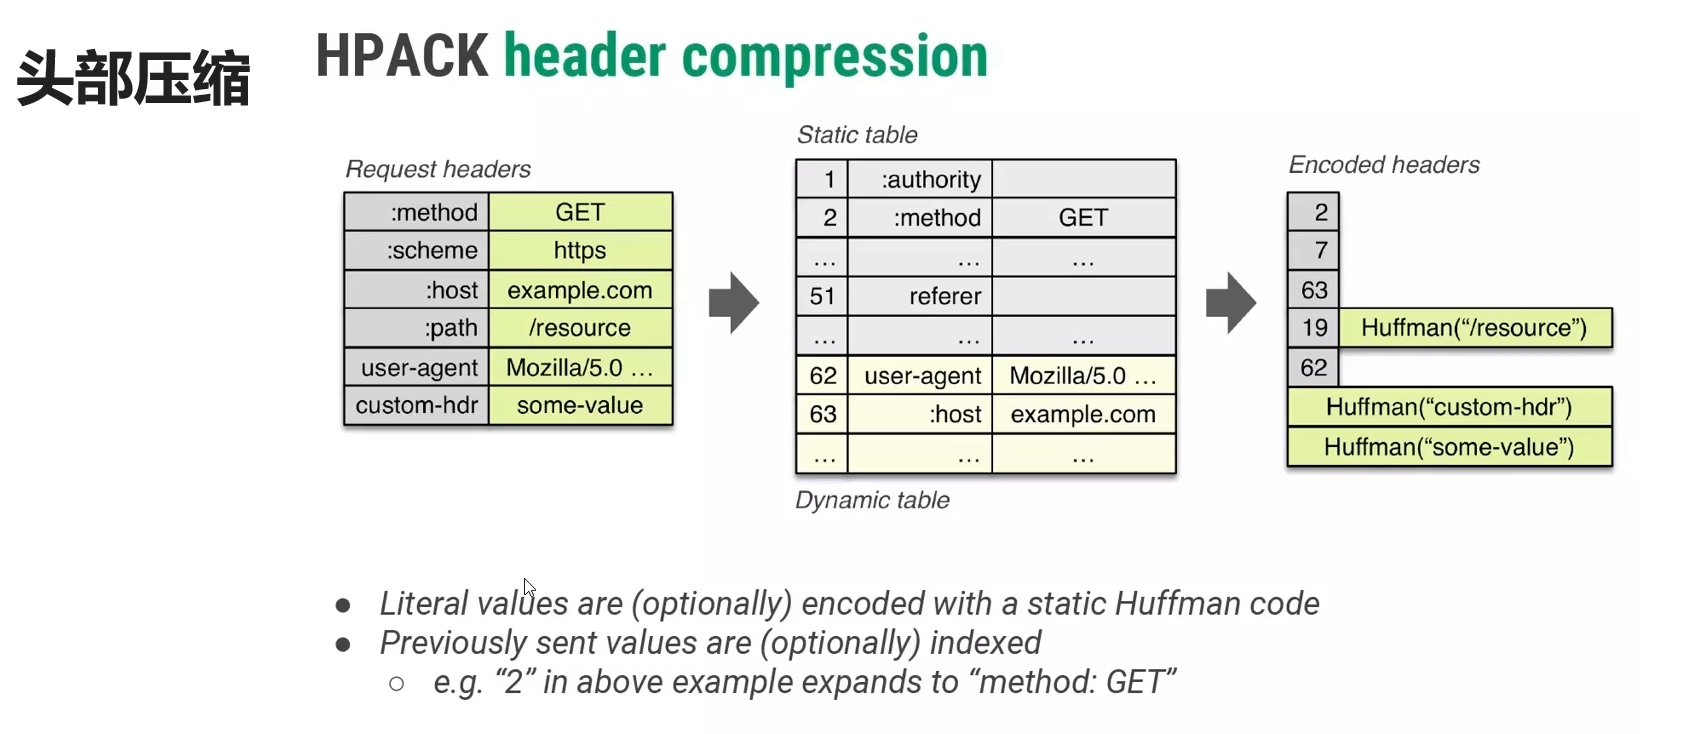 头部压缩
HPACK header compression
Request headers
:method GET
:scheme https
:host example.com
:path /resource
user-agent Mozilla/5.0 ...
custom-hdr some-value
Static table
1 :authority
2 :method GET
... ... ...
51 referer
... ... ...
62 user-agent Mozilla/5.0 ...
63 :host example.com
... ... ...
Dynamic table
Encoded headers
2
7
63
19 Huffman(“/resource”)
62
Huffman(“custom-hdr”)
Huffman(“some-value”)
● Literal values are (optionally) encoded with a static Huffman code
● Previously sent values are (optionally) indexed
○ e.g. “2” in above example expands to “method: GET”